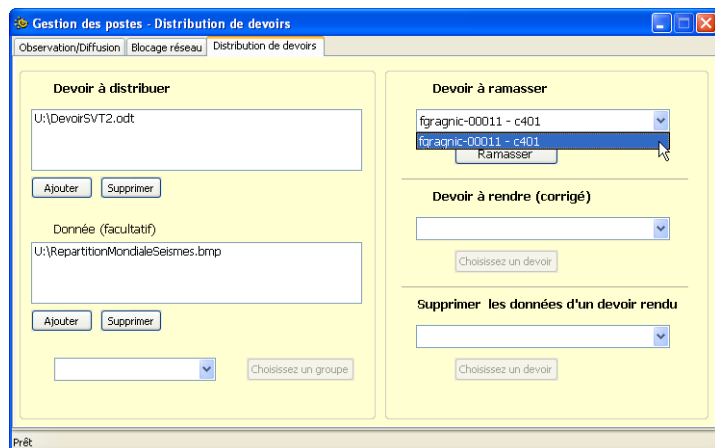 Gestion des postes - Distribution de devoirs
Observation/Diffusion Blocage réseau Distribution de devoirs
Devoir à distribuer
U:\DevoirSVT2.odt
Ajouter Supprimer
Donnée (facultatif)
U:\RepartitionMondialeSeismes.bmp
Ajouter Supprimer
Choisissez un groupe
Devoir à ramasser
fgragnic-00011 - c401
fgragnic-00011 - c401
Ramasser
Devoir à rendre (corrigé)
Choisissez un devoir
Supprimer les données d'un devoir rendu
Choisissez un devoir
Prêt